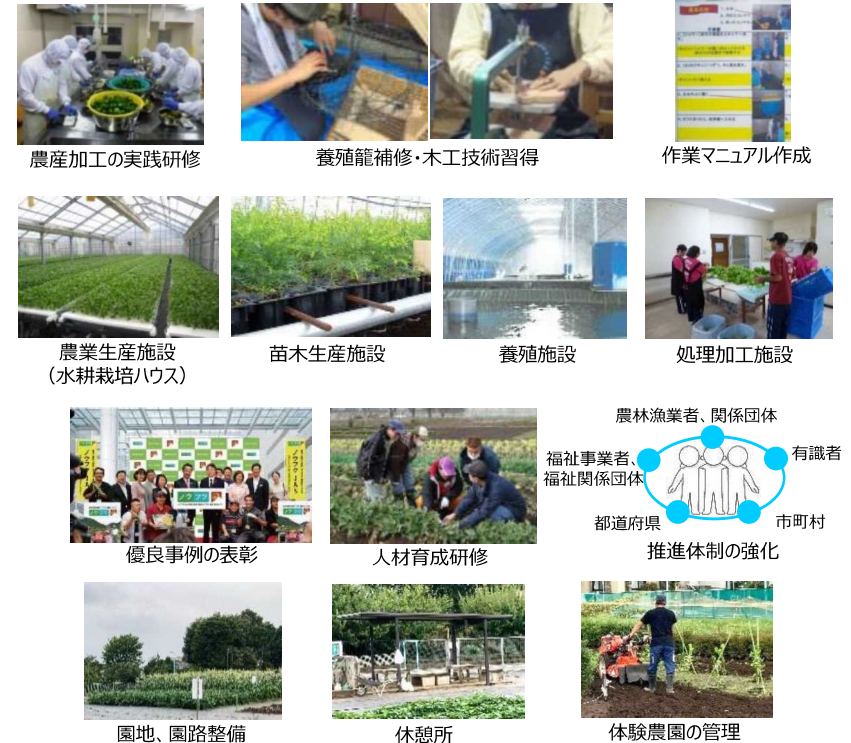 農産加工の実践研修
養殖籠補修・木工技術習得
作業マニュアル作成
農業生産施設
（水耕栽培ハウス）
苗木生産施設
養殖施設
処理加工施設
ノウフク
優良事例の表彰
人材育成研修
農林漁業者、関係団体
福祉事業者、
福祉関係団体
有識者
都道府県
市町村
推進体制の強化
園地、園路整備
休憩所
体験農園の管理